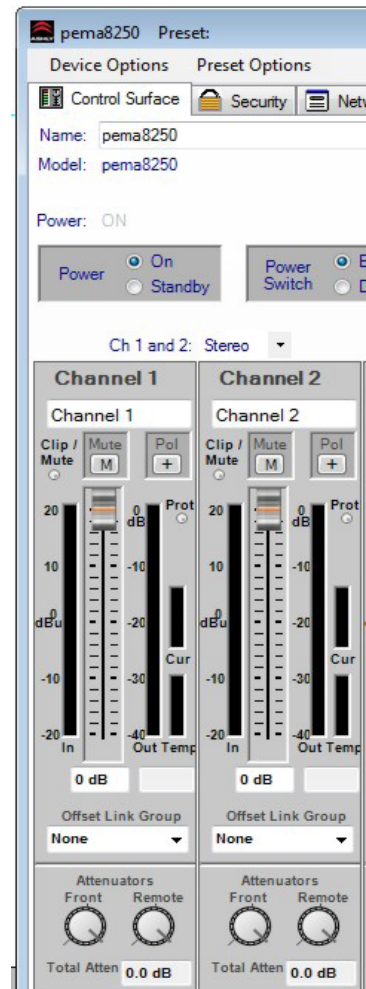 ASHLY pema8250 Preset:
Device Options Preset Options
Control Surface Security
Name: pema8250
Model: pema8250
Power: ON
Power On Standby
Power Switch
Ch 1 and 2: Stereo
Channel 1 Channel 2
Channel 1 Channel 2
Clip / Mute Mute Pol Clip / Mute Mute Pol
M + M +
20 0 dB Prot 20 0 dB Prot
10 -10 10 -10
0 dBu -20 0 dBu -20
Cur Cur
-10 -30 -10 -30
-20 -40 -20 -40
In Out Temp In Out Temp
0 dB 0 dB
Offset Link Group Offset Link Group
None None
Attenuators Attenuators
Front Remote Front Remote
Total Atten 0.0 dB Total Atten 0.0 dB